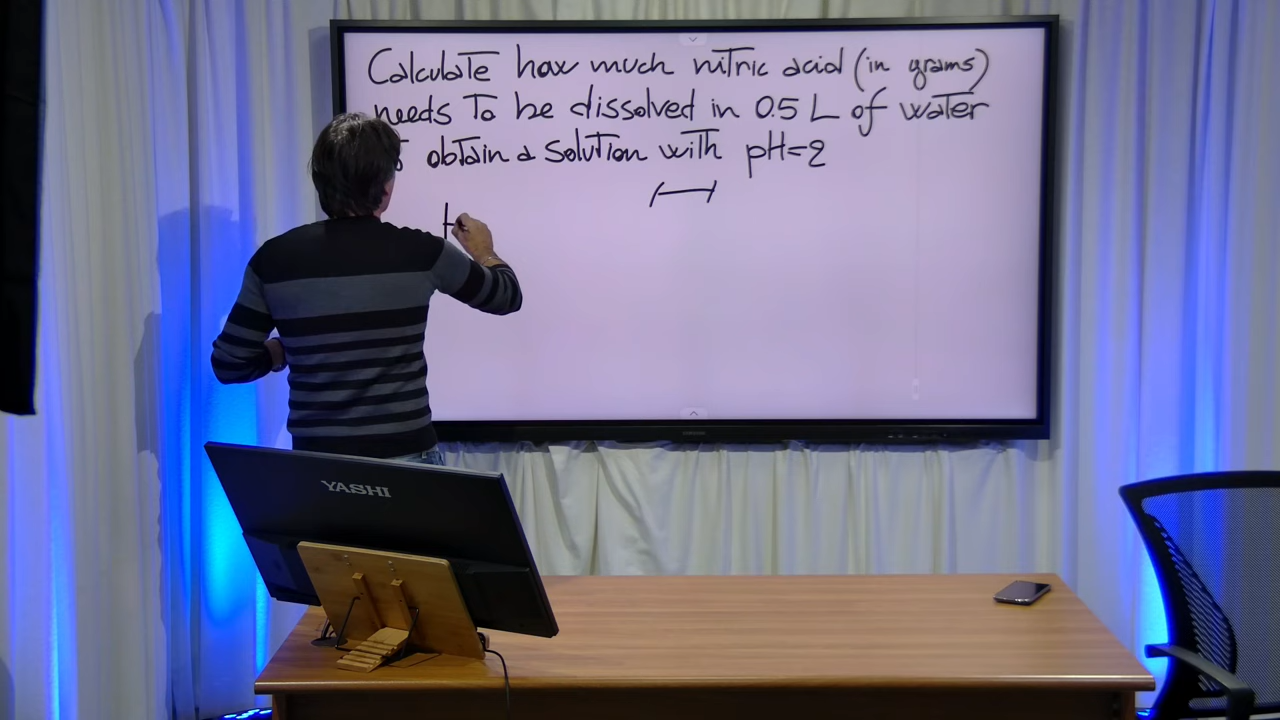 Calculate how much nitric acid (in grams)
needs to be dissolved in 0.5 L of water
obtain a solution with pH=2
H
YASHI
SAMSUNG